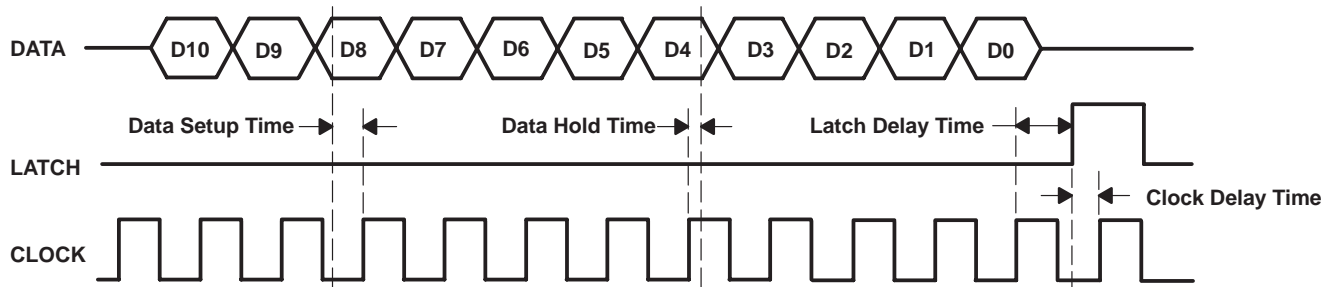 DATA D10 D9 D8 D7 D6 D5 D4 D3 D2 D1 D0
Data Setup Time Data Hold Time Latch Delay Time
LATCH
Clock Delay Time
CLOCK